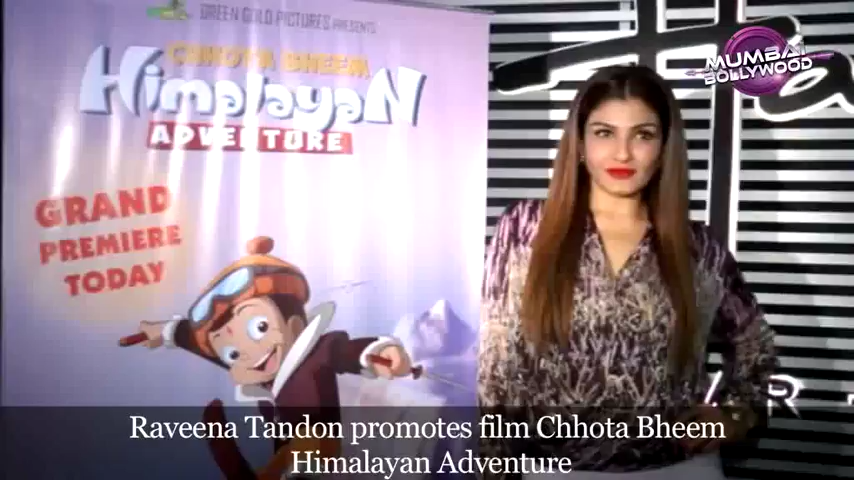 GREEN GOLD PICTURES PRESENTS
CHHOTA BHEEM
Himalayan
ADVENTURE
GRAND
PREMIERE
TODAY
MUMBAI
BOLLYWOOD
Raveena Tandon promotes film Chhota Bheem
Himalayan Adventure